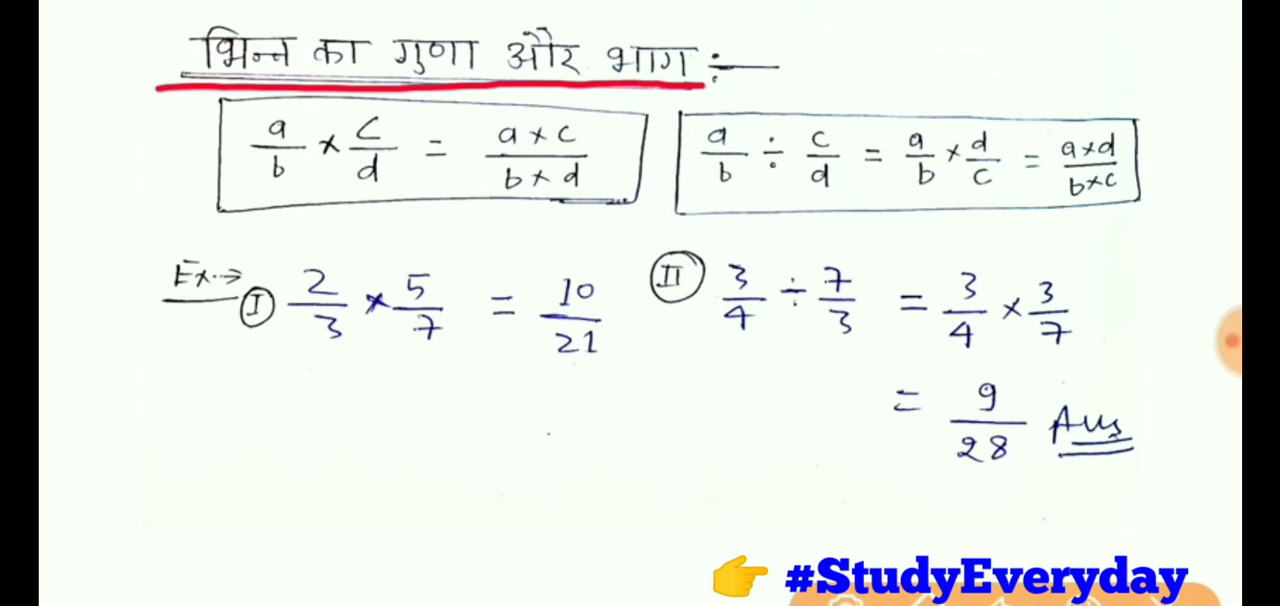 भिन्न का गुणा और भाग :—
a/b × c/d = a×c/b×d
a/b ÷ c/d = a/b × d/c = a×d/b×c
Ex.→ (I) 2/3 × 5/7 = 10/21
(II) 3/4 ÷ 7/3 = 3/4 × 3/7
= 9/28 Ans
👉 #StudyEveryday